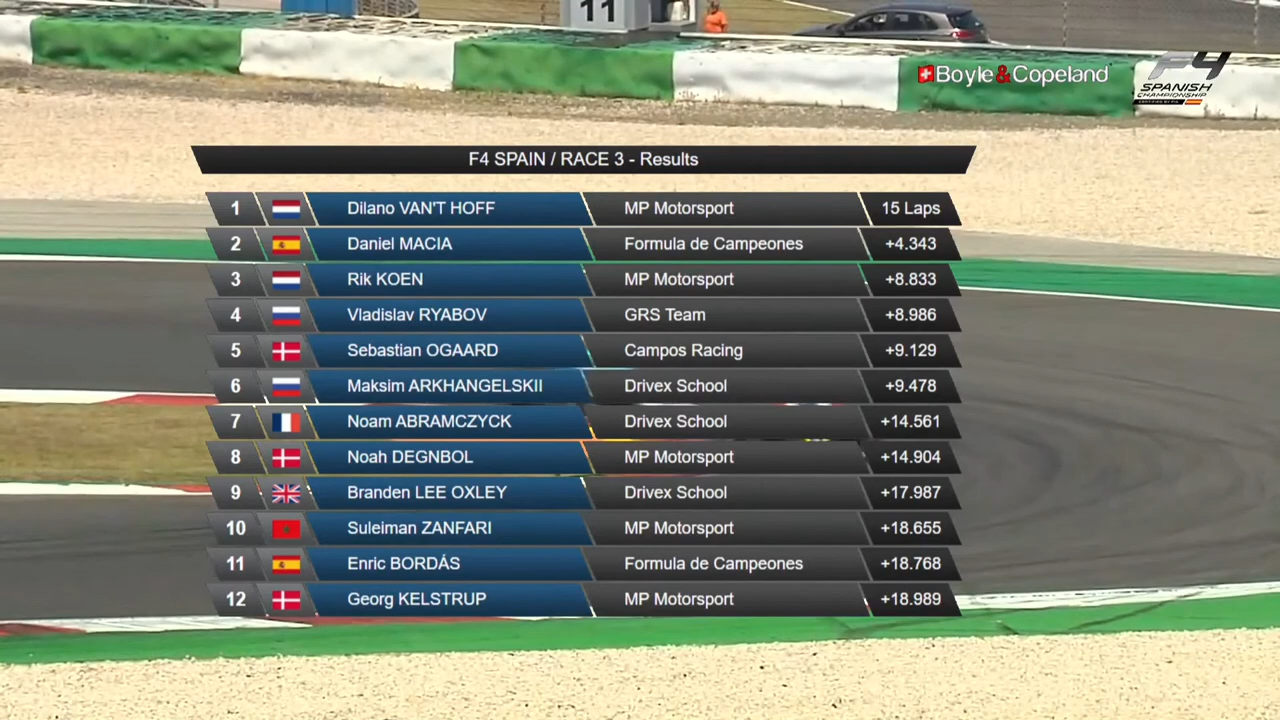 11
Boyle&Copeland
F4
SPANISH
CHAMPIONSHIP
F4 SPAIN / RACE 3 - Results
1 Dilano VAN'T HOFF MP Motorsport 15 Laps
2 Daniel MACIA Formula de Campeones +4.343
3 Rik KOEN MP Motorsport +8.833
4 Vladislav RYABOV GRS Team +8.986
5 Sebastian OGAARD Campos Racing +9.129
6 Maksim ARKHANGELSKII Drivex School +9.478
7 Noam ABRAMCZYCK Drivex School +14.561
8 Noah DEGNBOL MP Motorsport +14.904
9 Branden LEE OXLEY Drivex School +17.987
10 Suleiman ZANFARI MP Motorsport +18.655
11 Enric BORDÁS Formula de Campeones +18.768
12 Georg KELSTRUP MP Motorsport +18.989